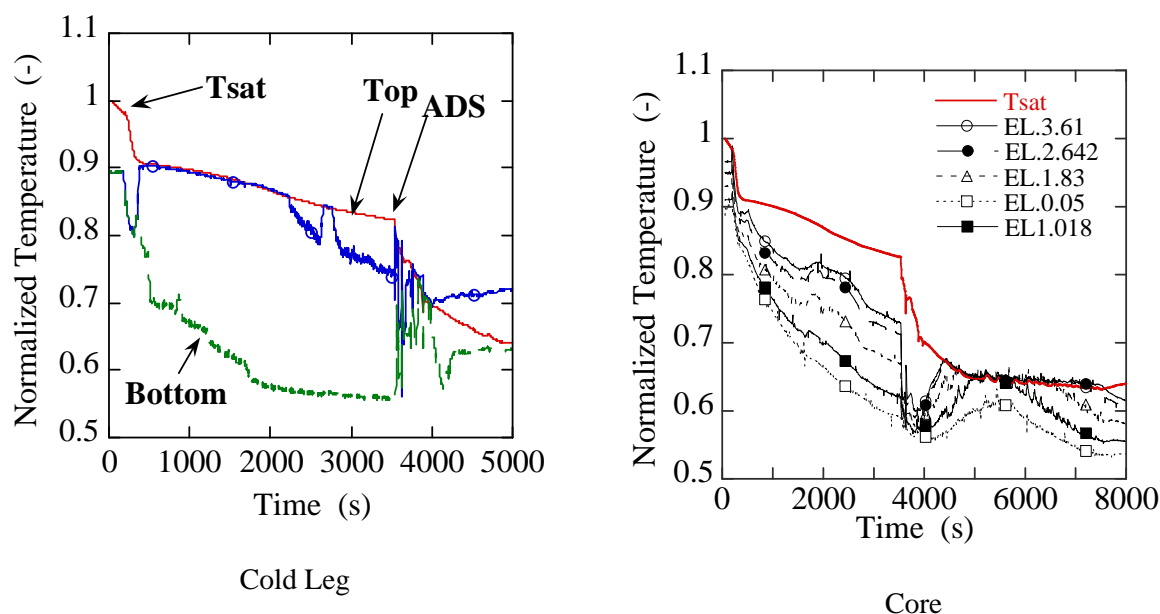 Normalized Temperature (-)
1.1
1
0.9
0.8
0.7
0.6
0.5
Tsat
Top
ADS
Bottom
0 1000 2000 3000 4000 5000
Time (s)
Cold Leg
Normalized Temperature (-)
1.1
1
0.9
0.8
0.7
0.6
0.5
Tsat
EL.3.61
EL.2.642
EL.1.83
EL.0.05
EL1.018
0 2000 4000 6000 8000
Time (s)
Core